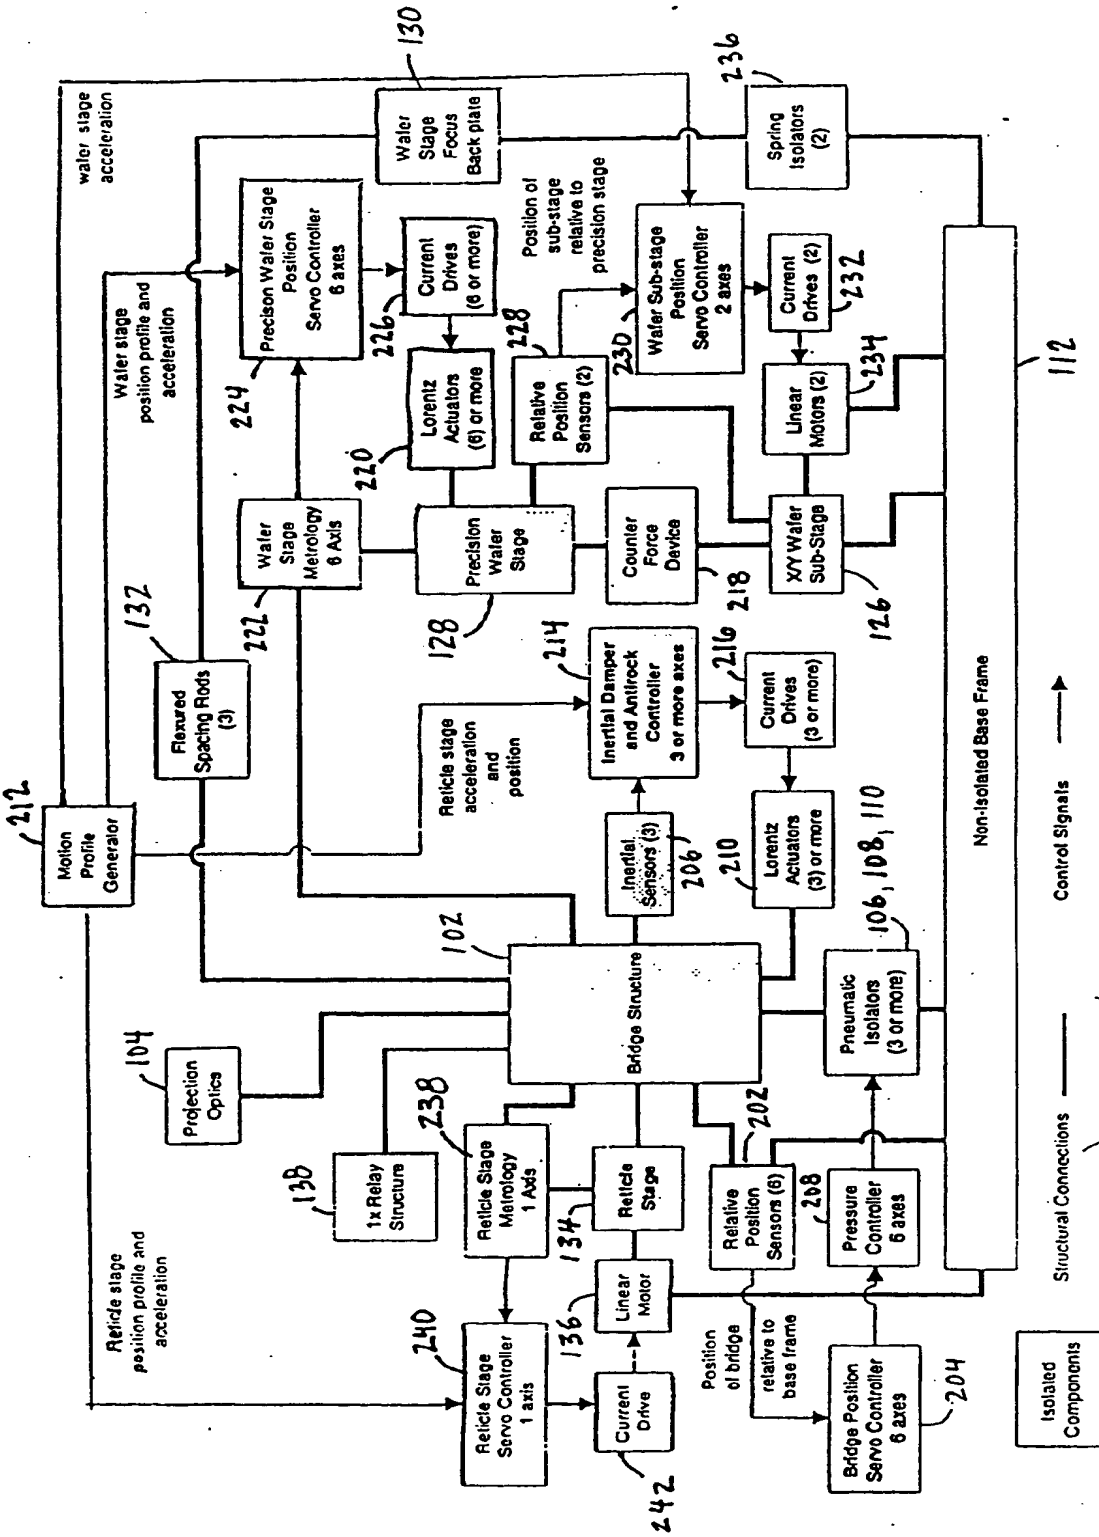 212
Motion
Profile
Generator
wafer stage
acceleration
Reticle stage
position profile and
acceleration
Wafer stage
position profile and
acceleration
104
Projection
Optics
132
Flexured
Spacing Rods
(3)
130
Wafer
Stage
Focus
Back plate
138
1x Relay
Structure
222
Wafer
Stage
Metrology
6 Axis
224
Precison Wafer Stage
Position
Servo Controller
6 axes
226
Current
Drives
(6 or more)
220
Lorentz
Actuators
(6) or more
128
Precision
Wafer
Stage
Reticle stage
acceleration
and
position
240
Reticle Stage
Servo Controller
1 axis
238
Reticle Stage
Metrology
1 Axis
102
Bridge Structure
228
Relative
Position
Sensors (2)
Position of
sub-stage
relative to
precision stage
242
Current
Drive
136
Linear
Motor
134
Reticle
Stage
206
Inertial
Sensors (3)
214
Inertial Damper
and Antirock
Controller
3 or more axes
218
Counter
Force
Device
230
Wafer Sub-stage
Position
Servo Controller
2 axes
Position
of bridge
relative to
base frame
202
Relative
Position
Sensors (6)
216
Current
Drives
(3 or more)
210
Lorentz
Actuators
(3) or more
126
X/Y Wafer
Sub-Stage
234
Linear
Motors (2)
232
Current
Drives (2)
236
Spring
Isolators
(2)
204
Bridge Position
Servo Controller
6 axes
208
Pressure
Controller
6 axes
106, 108, 110
Pneumatic
Isolators
(3 or more)
Non-Isolated Base Frame
112
Isolated
Components
Structural Connections
Control Signals